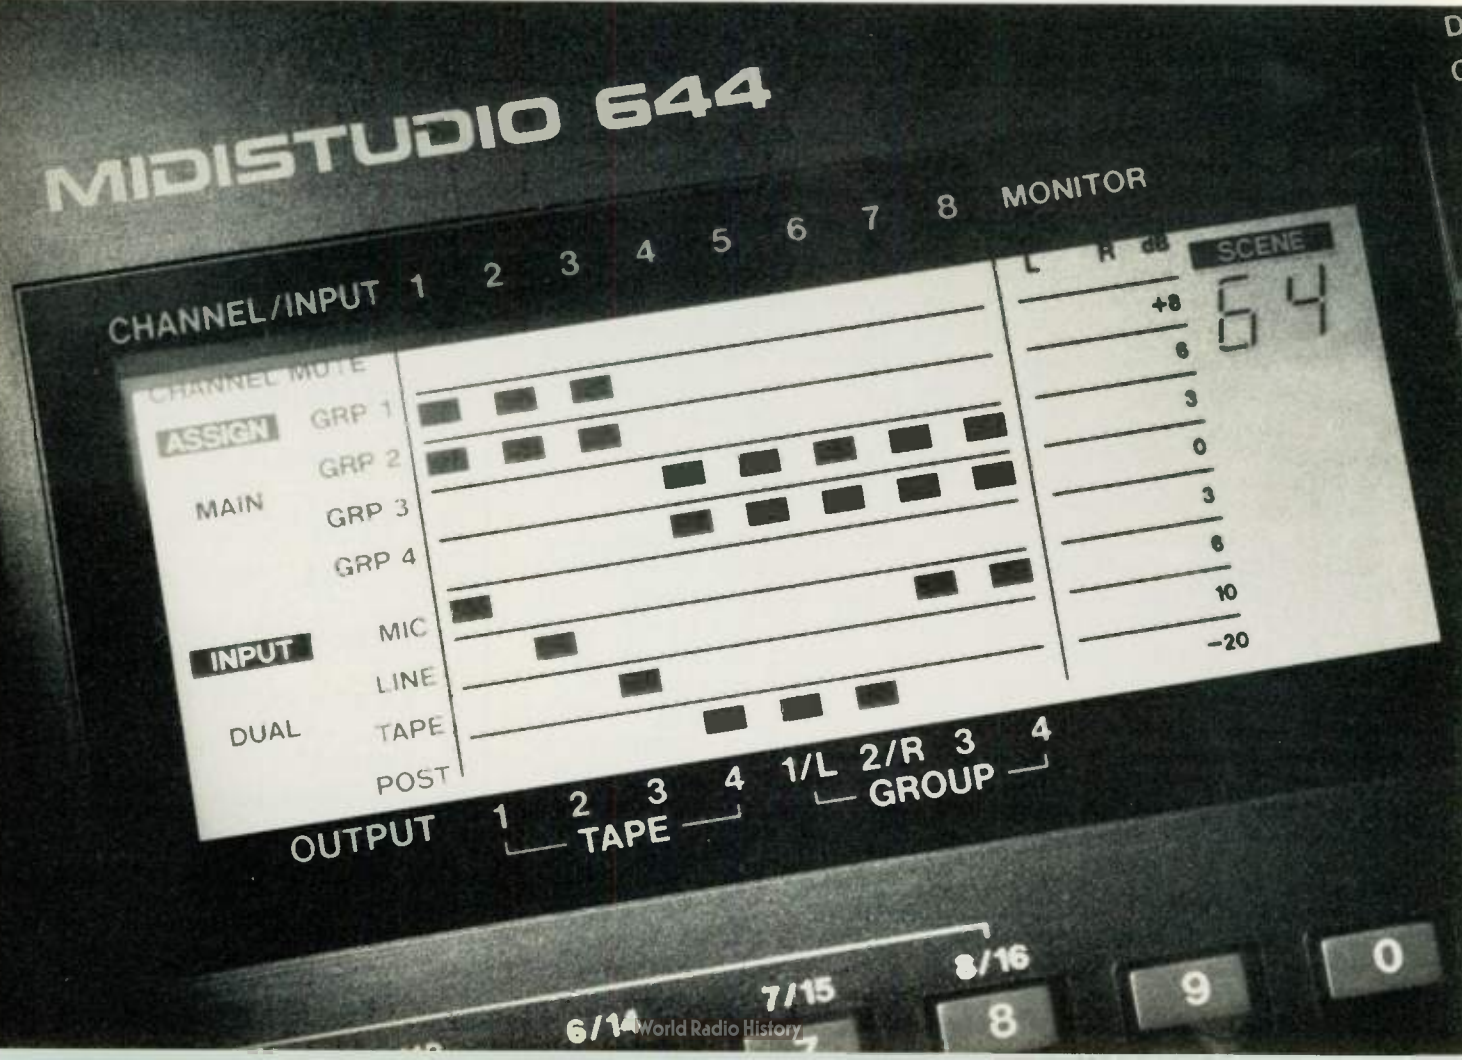 D
MIDISTUDIO 644
CHANNEL/INPUT 1 2 3 4 5 6 7 8 MONITOR
L R dB SCENE
64
CHANNEL MUTE
ASSIGN GRP 1
GRP 2
MAIN GRP 3
GRP 4
INPUT MIC
LINE
DUAL TAPE
POST
+8
6
3
0
3
6
10
-20
OUTPUT 1 2 3 4 1/L 2/R 3 4
TAPE GROUP
6/14 7/15 8/16
7 8 9 0
World Radio History